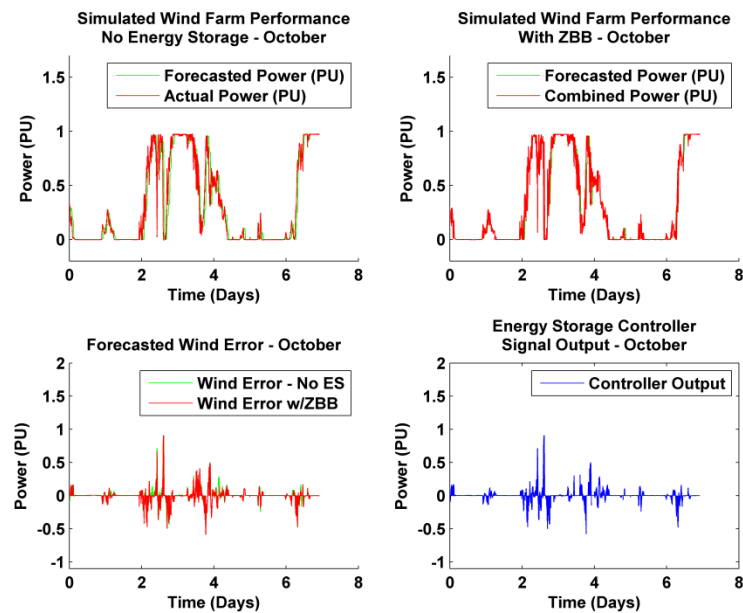 Simulated Wind Farm Performance
No Energy Storage - October
Forecasted Power (PU)
Actual Power (PU)
Power (PU)
1.5
1
0.5
0
0
2
4
6
8
Time (Days)
Simulated Wind Farm Performance
With ZBB - October
Forecasted Power (PU)
Combined Power (PU)
Power (PU)
1.5
1
0.5
0
0
2
4
6
8
Time (Days)
Forecasted Wind Error - October
Wind Error - No ES
Wind Error w/ZBB
Power (PU)
2
1.5
1
0.5
0
-0.5
-1
0
2
4
6
8
Time (Days)
Energy Storage Controller
Signal Output - October
Controller Output
Power (PU)
2
1.5
1
0.5
0
-0.5
-1
0
2
4
6
8
Time (Days)